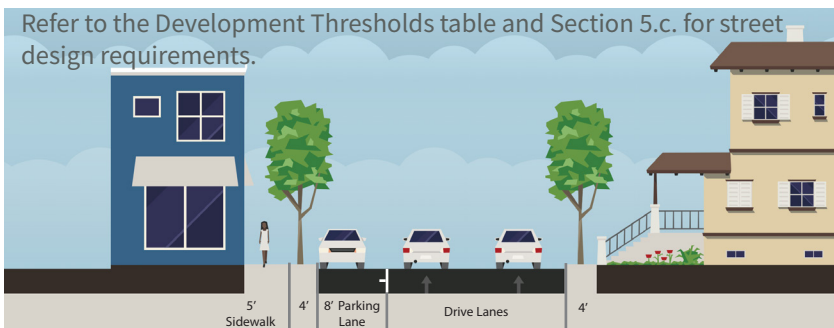 Refer to the Development Thresholds table and Section 5.c. for street
design requirements.
5'
Sidewalk
4'
8' Parking
Lane
Drive Lanes
4'